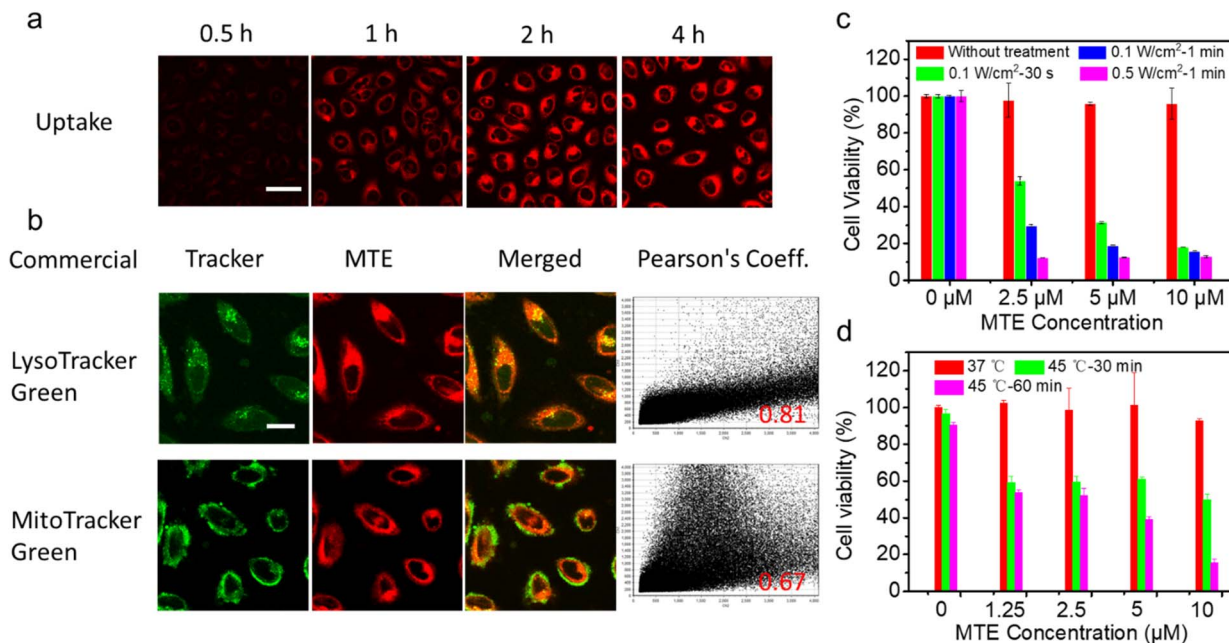 a
0.5 h
1 h
2 h
4 h
Uptake
b
Commercial
Tracker
MTE
Merged
Pearson's Coeff.
LysoTracker
Green
0.81
MitoTracker
Green
0.67
c
Without treatment
0.1 W/cm²-1 min
0.1 W/cm²-30 s
0.5 W/cm²-1 min
Cell Viability (%)
120
100
80
60
40
20
0
0 µM
2.5 µM
5 µM
10 µM
MTE Concentration
d
37 ℃
45 ℃-30 min
45 ℃-60 min
Cell viability (%)
120
100
80
60
40
20
0
0
1.25
2.5
5
10
MTE Concentration (µM)